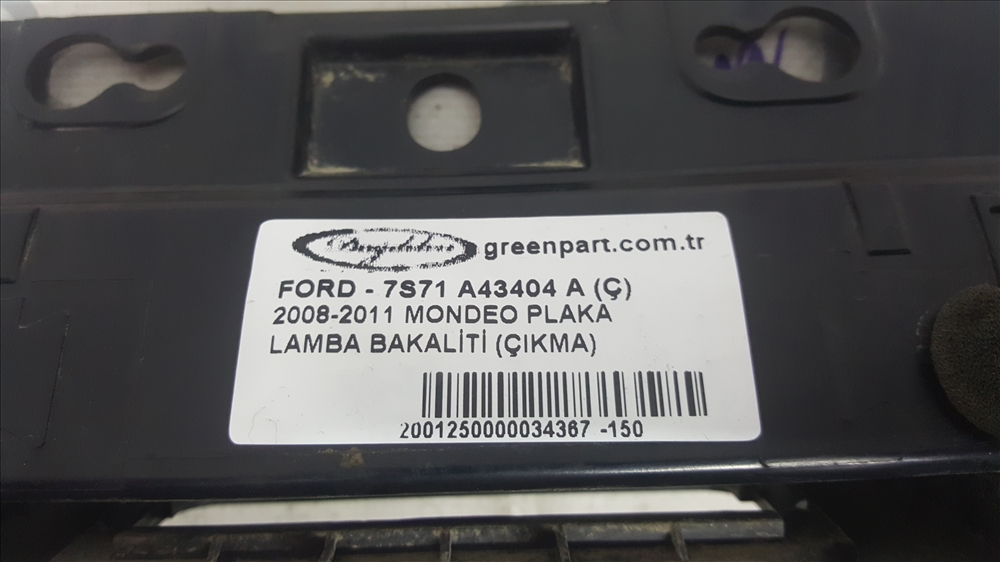 greenpart.com.tr
FORD - 7S71 A43404 A (Ç)
2008-2011 MONDEO PLAKA
LAMBA BAKALİTİ (ÇIKMA)
2001250000034367 -150